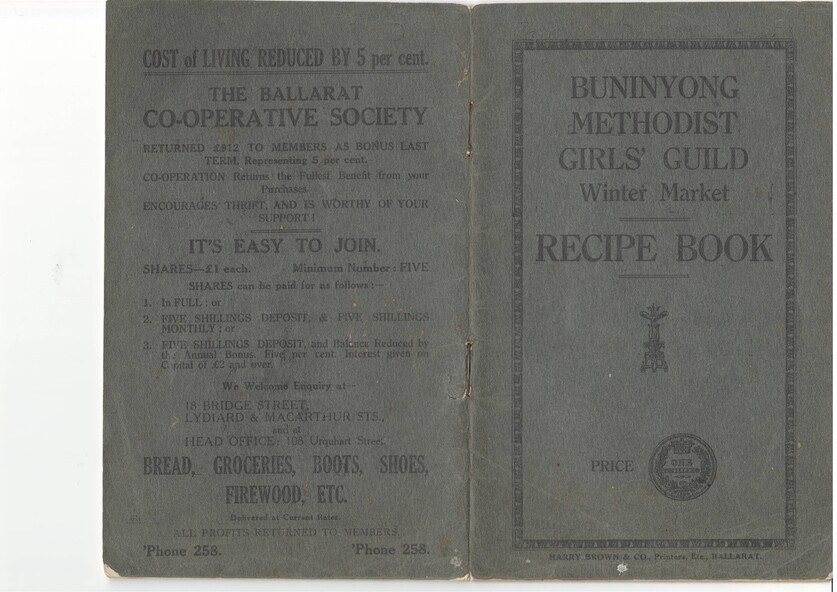 COST of LIVING REDUCED BY 5 per cent.
THE BALLARAT
CO-OPERATIVE SOCIETY
RETURNED £912 TO MEMBERS AS BONUS LAST
TERM, Representing 5 per cent.
CO-OPERATION Returns the Fullest Benefit from your
Purchases
ENCOURAGES THRIFT, AND IS WORTHY OF YOUR
SUPPORT!
IT'S EASY TO JOIN.
SHARES—£1 each. Minimum Number: FIVE
SHARES can be paid for as follows:—
1. In FULL: or
2. FIVE SHILLINGS DEPOSIT, & FIVE SHILLINGS
MONTHLY: or
3. FIVE SHILLINGS DEPOSIT, and Balance Reduced by
the Annual Bonus. Five per cent. Interest given on
Capital of £2 and over.
We Welcome Enquiry at—
18 BRIDGE STREET,
LYDIARD & MACARTHUR STS.,
and at
HEAD OFFICE: 108 Urquhart Street.
BREAD, GROCERIES, BOOTS, SHOES,
FIREWOOD, ETC.
Delivered at Current Rates.
ALL PROFITS RETURNED TO MEMBERS
'Phone 258. 'Phone 258.
BUNINYONG
METHODIST
GIRLS' GUILD
Winter Market
RECIPE BOOK
PRICE
ONE
SHILLING
HARRY BROWN & CO., Printers, Etc., BALLARAT.